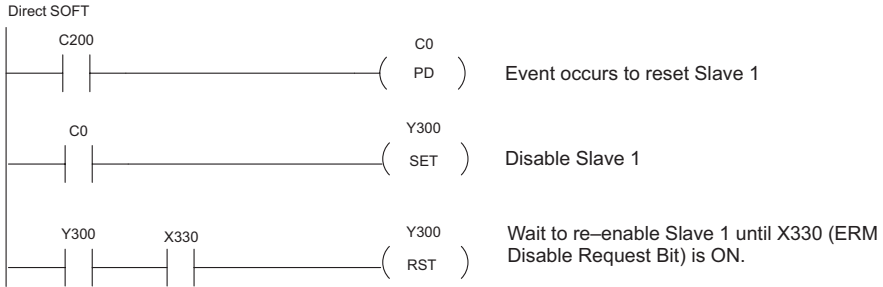 Direct SOFT
C200
C0
PD
Event occurs to reset Slave 1
C0
Y300
SET
Disable Slave 1
Y300
X330
Y300
RST
Wait to re–enable Slave 1 until X330 (ERM
Disable Request Bit) is ON.